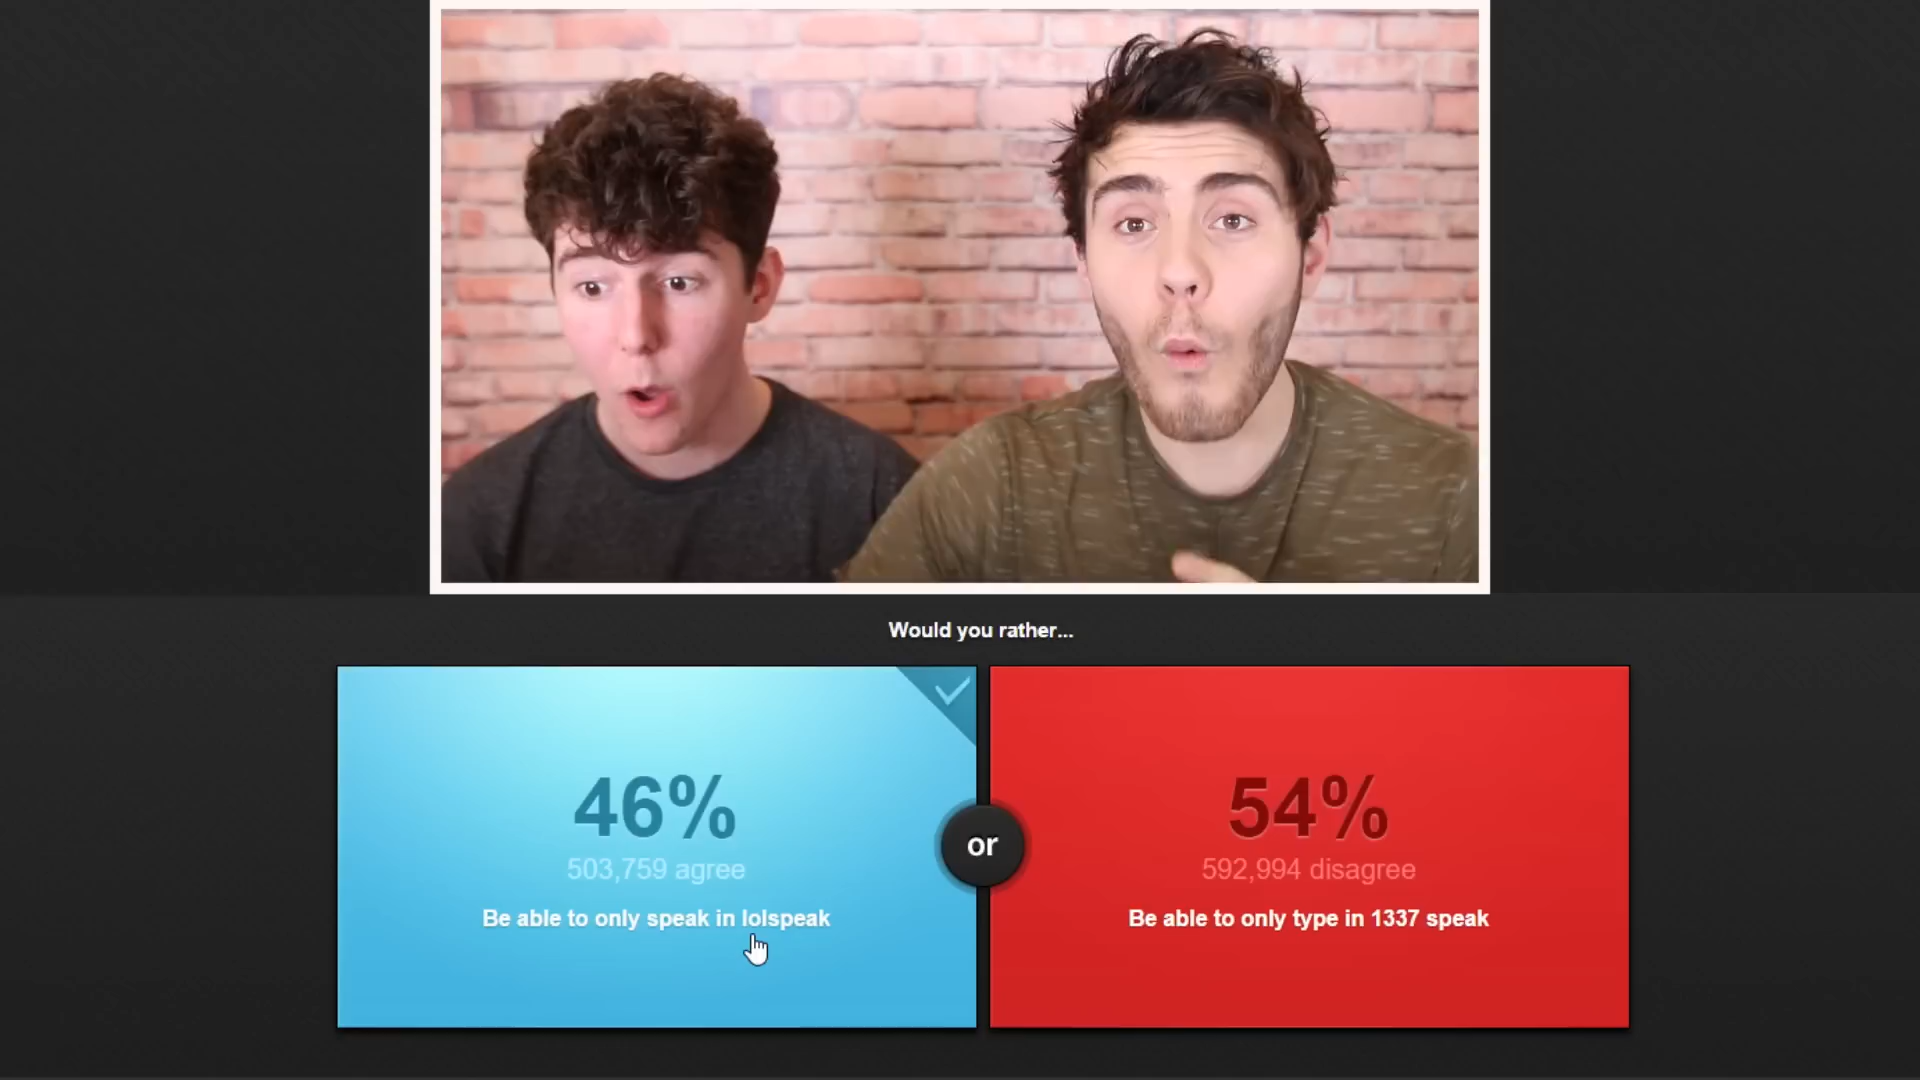 Would you rather...
46%
503,759 agree
Be able to only speak in lolspeak
or
54%
592,994 disagree
Be able to only type in 1337 speak